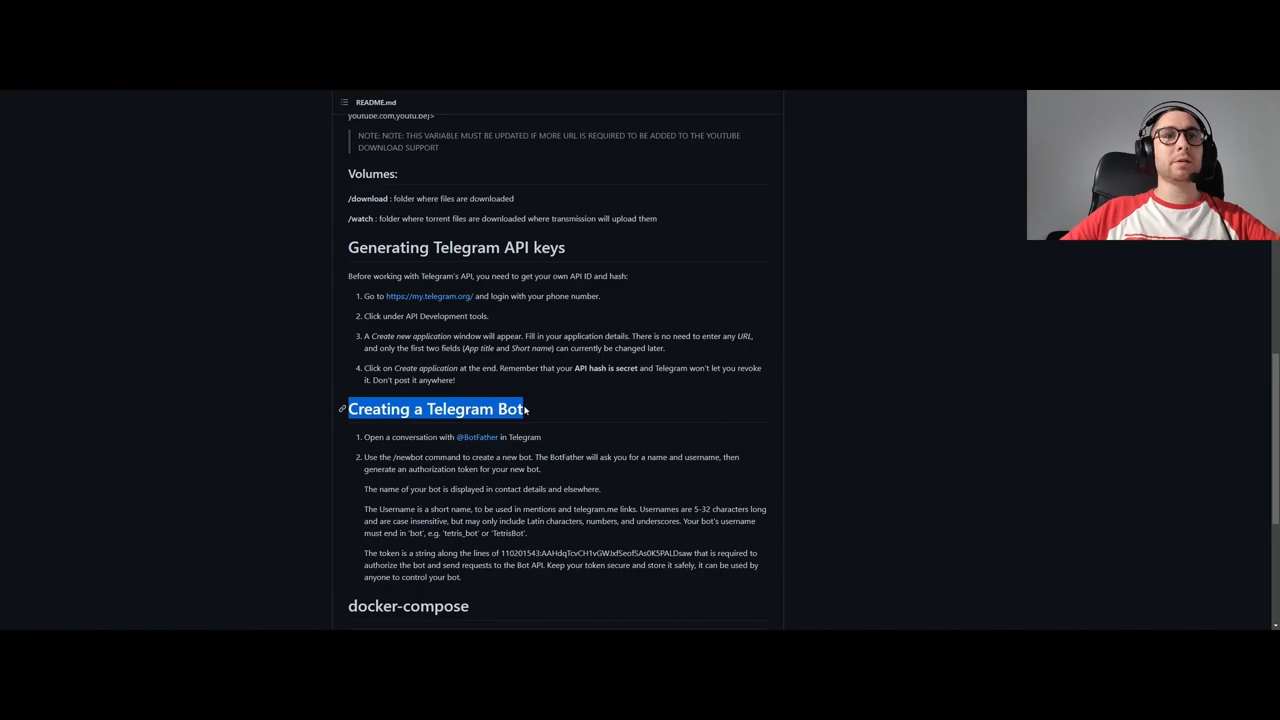 README.md
youtube.com,youtu.be]>
NOTE: NOTE: THIS VARIABLE MUST BE UPDATED IF MORE URL IS REQUIRED TO BE ADDED TO THE YOUTUBE
DOWNLOAD SUPPORT
Volumes:
/download : folder where files are downloaded
/watch : folder where torrent files are downloaded where transmission will upload them
Generating Telegram API keys
Before working with Telegram's API, you need to get your own API ID and hash:
1. Go to https://my.telegram.org/ and login with your phone number.
2. Click under API Development tools.
3. A Create new application window will appear. Fill in your application details. There is no need to enter any URL,
and only the first two fields (App title and Short name) can currently be changed later.
4. Click on Create application at the end. Remember that your API hash is secret and Telegram won't let you revoke
it. Don't post it anywhere!
Creating a Telegram Bot
1. Open a conversation with @BotFather in Telegram
2. Use the /newbot command to create a new bot. The BotFather will ask you for a name and username, then
generate an authorization token for your new bot.
The name of your bot is displayed in contact details and elsewhere.
The Username is a short name, to be used in mentions and telegram.me links. Usernames are 5-32 characters long
and are case insensitive, but may only include Latin characters, numbers, and underscores. Your bot's username
must end in 'bot', e.g. 'tetris_bot' or 'TetrisBot'.
The token is a string along the lines of 110201543:AAHdqTcvCH1vGWJxfSeofSAs0K5PALDsaw that is required to
authorize the bot and send requests to the Bot API. Keep your token secure and store it safely, it can be used by
anyone to control your bot.
docker-compose